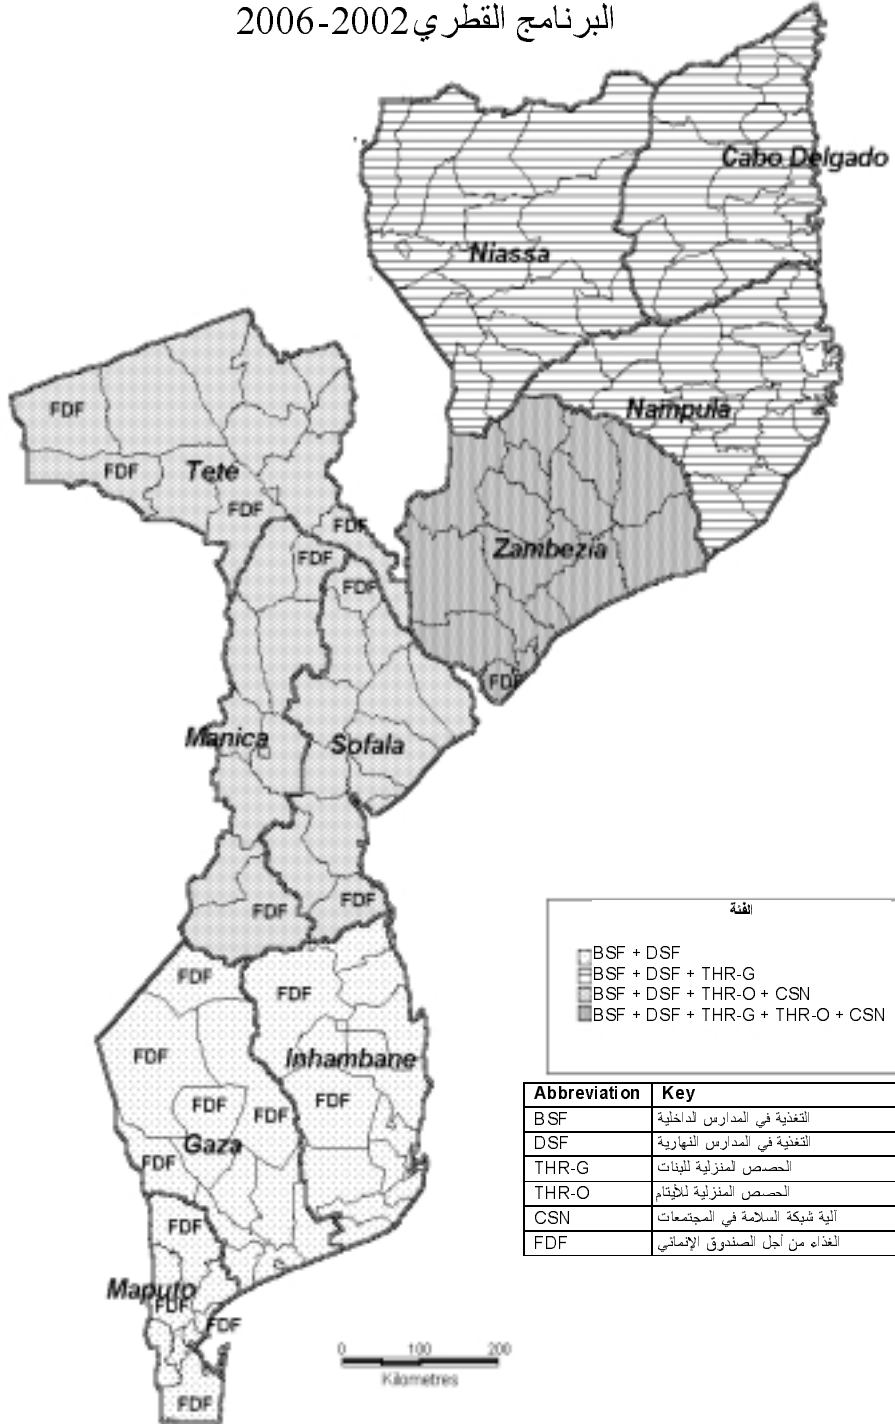 البرنامج القطري 2002-2006
Cabo Delgado
Niassa
Nampula
FDF
FDF
Tete
FDF
FDF
Zambezia
FDF
FDF
FDF
Manica
Sofala
FDF
FDF
FDF
FDF
FDF
Inhambane
FDF
FDF
FDF
Gaza
FDF
FDF
Maputo
FDF
FDF
FDF
الفئة
BSF + DSF
BSF + DSF + THR-G
BSF + DSF + THR-O + CSN
BSF + DSF + THR-G + THR-O + CSN
Abbreviation Key
BSF التغذية في المدارس الداخلية
DSF التغذية في المدارس النهارية
THR-G الحصص المنزلية للبنات
THR-O الحصص المنزلية للأيتام
CSN آلية شبكة السلامة في المجتمعات
FDF الغذاء من أجل الصندوق الإنمائي
0 100 200
Kilometres